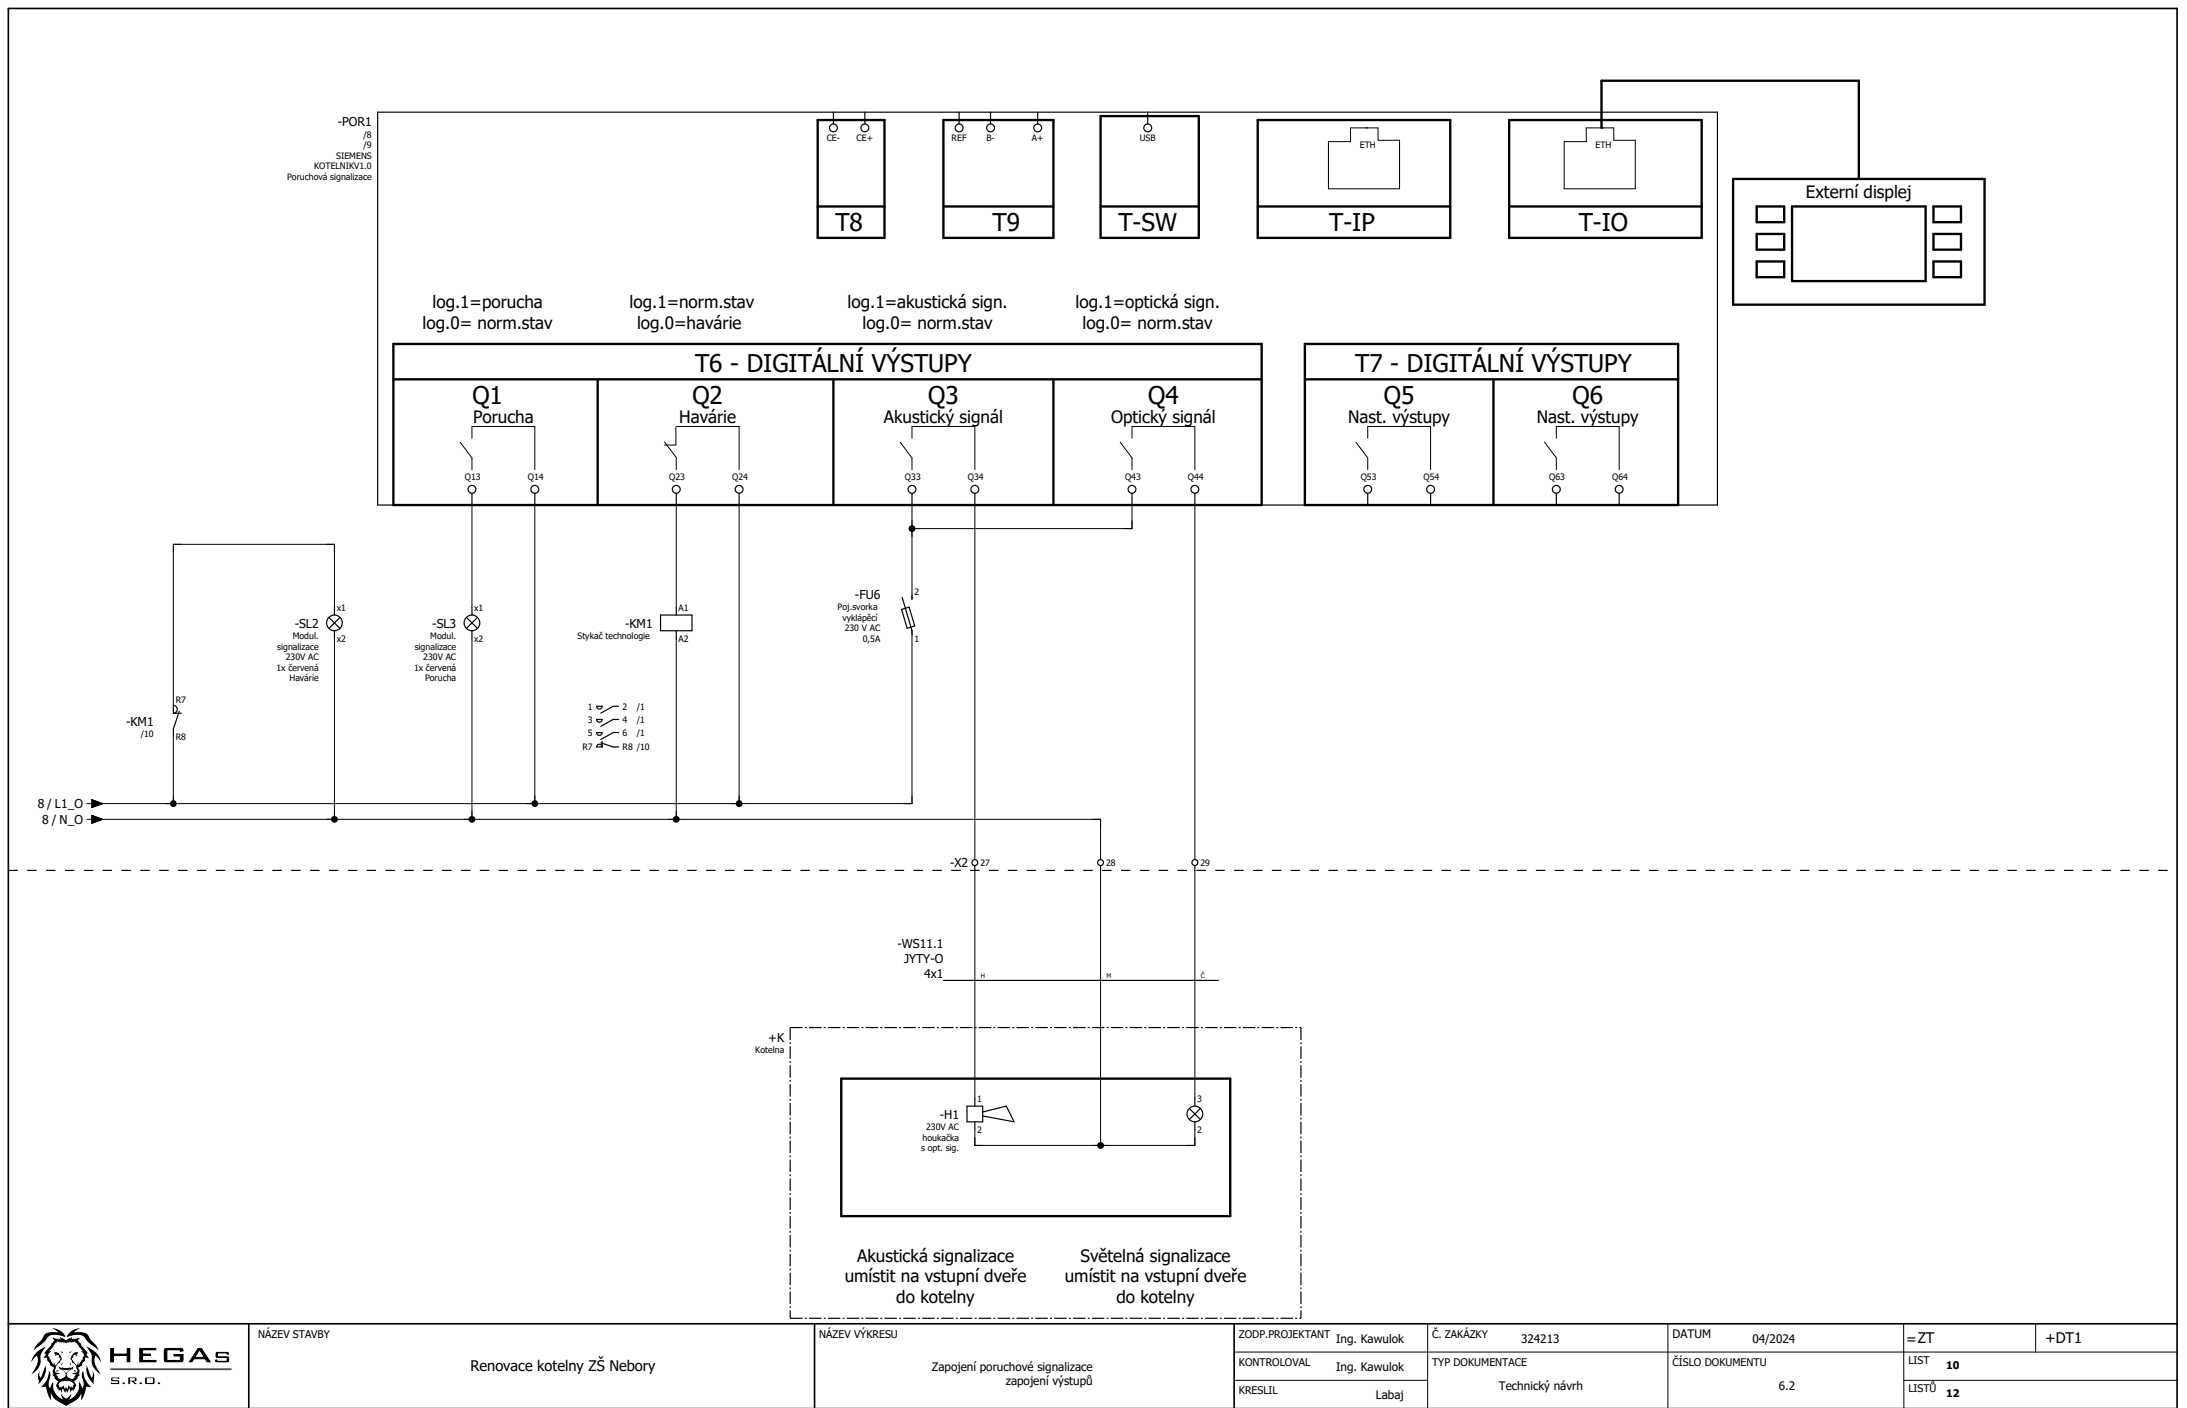 -POR1
/8
/9
SIEMENS
KOTELNIKV1.0
Poruchová signalizace
CE- CE+
T8
REF B- A+
T9
USB
T-SW
ETH
T-IP
ETH
T-IO
Externí displej
log.1=porucha
log.0= norm.stav
log.1=norm.stav
log.0=havárie
log.1=akustická sign.
log.0= norm.stav
log.1=optická sign.
log.0= norm.stav
T6 - DIGITÁLNÍ VÝSTUPY
Q1
Porucha
Q13 Q14
Q2
Havárie
Q23 Q24
Q3
Akustický signál
Q33 Q34
Q4
Optický signál
Q43 Q44
T7 - DIGITÁLNÍ VÝSTUPY
Q5
Nast. výstupy
Q53 Q54
Q6
Nast. výstupy
Q63 Q64
-KM1
/10
R7
R8
-SL2
Modul.
signalizace
230V AC
1x červená
Havárie
x1
x2
-SL3
Modul.
signalizace
230V AC
1x červená
Porucha
x1
x2
-KM1
Stykač technologie
A1
A2
1 2 /1
3 4 /1
5 6 /1
R7 R8 /10
-FU6
Poj.svorka
vyklápěcí
230 V AC
0,5A
2
1
8 / L1_O
8 / N_O
-X2 27 28 29
-WS11.1
JYTY-O
4x1
H M Č
+K
Kotelna
-H1
230V AC
houkačka
s opt. sig.
1
2
3
2
Akustická signalizace
umístit na vstupní dveře
do kotelny
Světelná signalizace
umístit na vstupní dveře
do kotelny
HEGAs
S.R.O.
NÁZEV STAVBY
Renovace kotelny ZŠ Nebory
NÁZEV VÝKRESU
Zapojení poruchové signalizace
zapojení výstupů
ZODP.PROJEKTANT Ing. Kawulok
KONTROLOVAL Ing. Kawulok
KRESLIL Labaj
Č. ZAKÁZKY 324213
TYP DOKUMENTACE
Technický návrh
DATUM 04/2024
ČÍSLO DOKUMENTU
6.2
=ZT
+DT1
LIST 10
LISTŮ 12